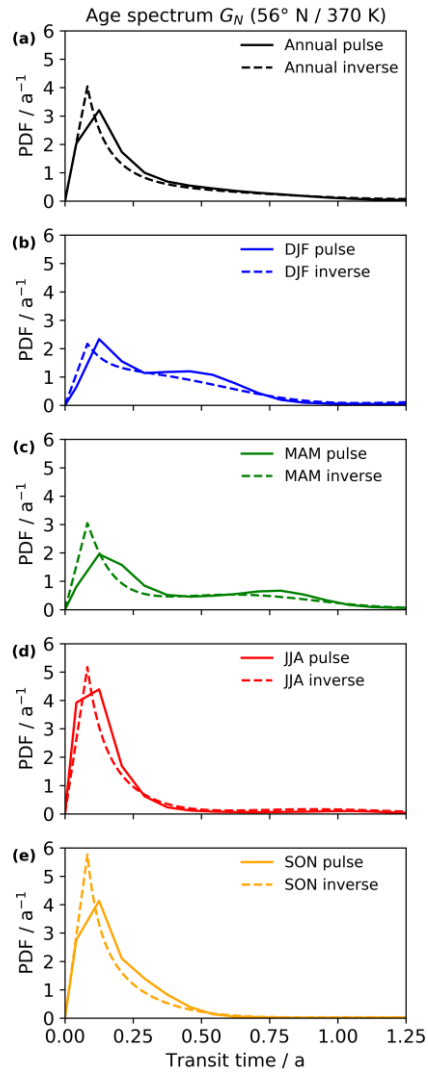 Age spectrum G_N (56° N / 370 K)
(a)
Annual pulse
Annual inverse
PDF / a⁻¹
6
5
4
3
2
1
0
(b)
DJF pulse
DJF inverse
PDF / a⁻¹
6
5
4
3
2
1
0
(c)
MAM pulse
MAM inverse
PDF / a⁻¹
6
5
4
3
2
1
0
(d)
JJA pulse
JJA inverse
PDF / a⁻¹
6
5
4
3
2
1
0
(e)
SON pulse
SON inverse
PDF / a⁻¹
6
5
4
3
2
1
0
0.00 0.25 0.50 0.75 1.00 1.25
Transit time / a